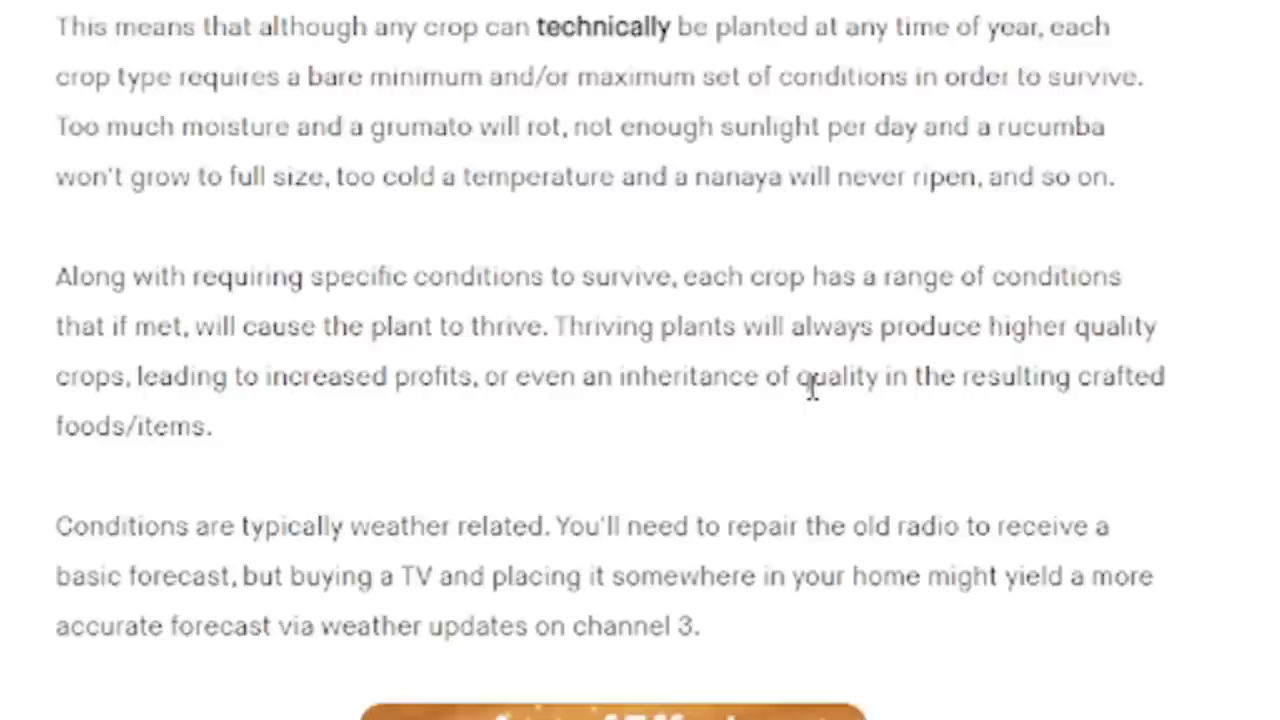 This means that although any crop can technically be planted at any time of year, each
crop type requires a bare minimum and/or maximum set of conditions in order to survive.
Too much moisture and a grumato will rot, not enough sunlight per day and a rucumba
won't grow to full size, too cold a temperature and a nanaya will never ripen, and so on.
Along with requiring specific conditions to survive, each crop has a range of conditions
that if met, will cause the plant to thrive. Thriving plants will always produce higher quality
crops, leading to increased profits, or even an inheritance of quality in the resulting crafted
foods/items.
Conditions are typically weather related. You'll need to repair the old radio to receive a
basic forecast, but buying a TV and placing it somewhere in your home might yield a more
accurate forecast via weather updates on channel 3.